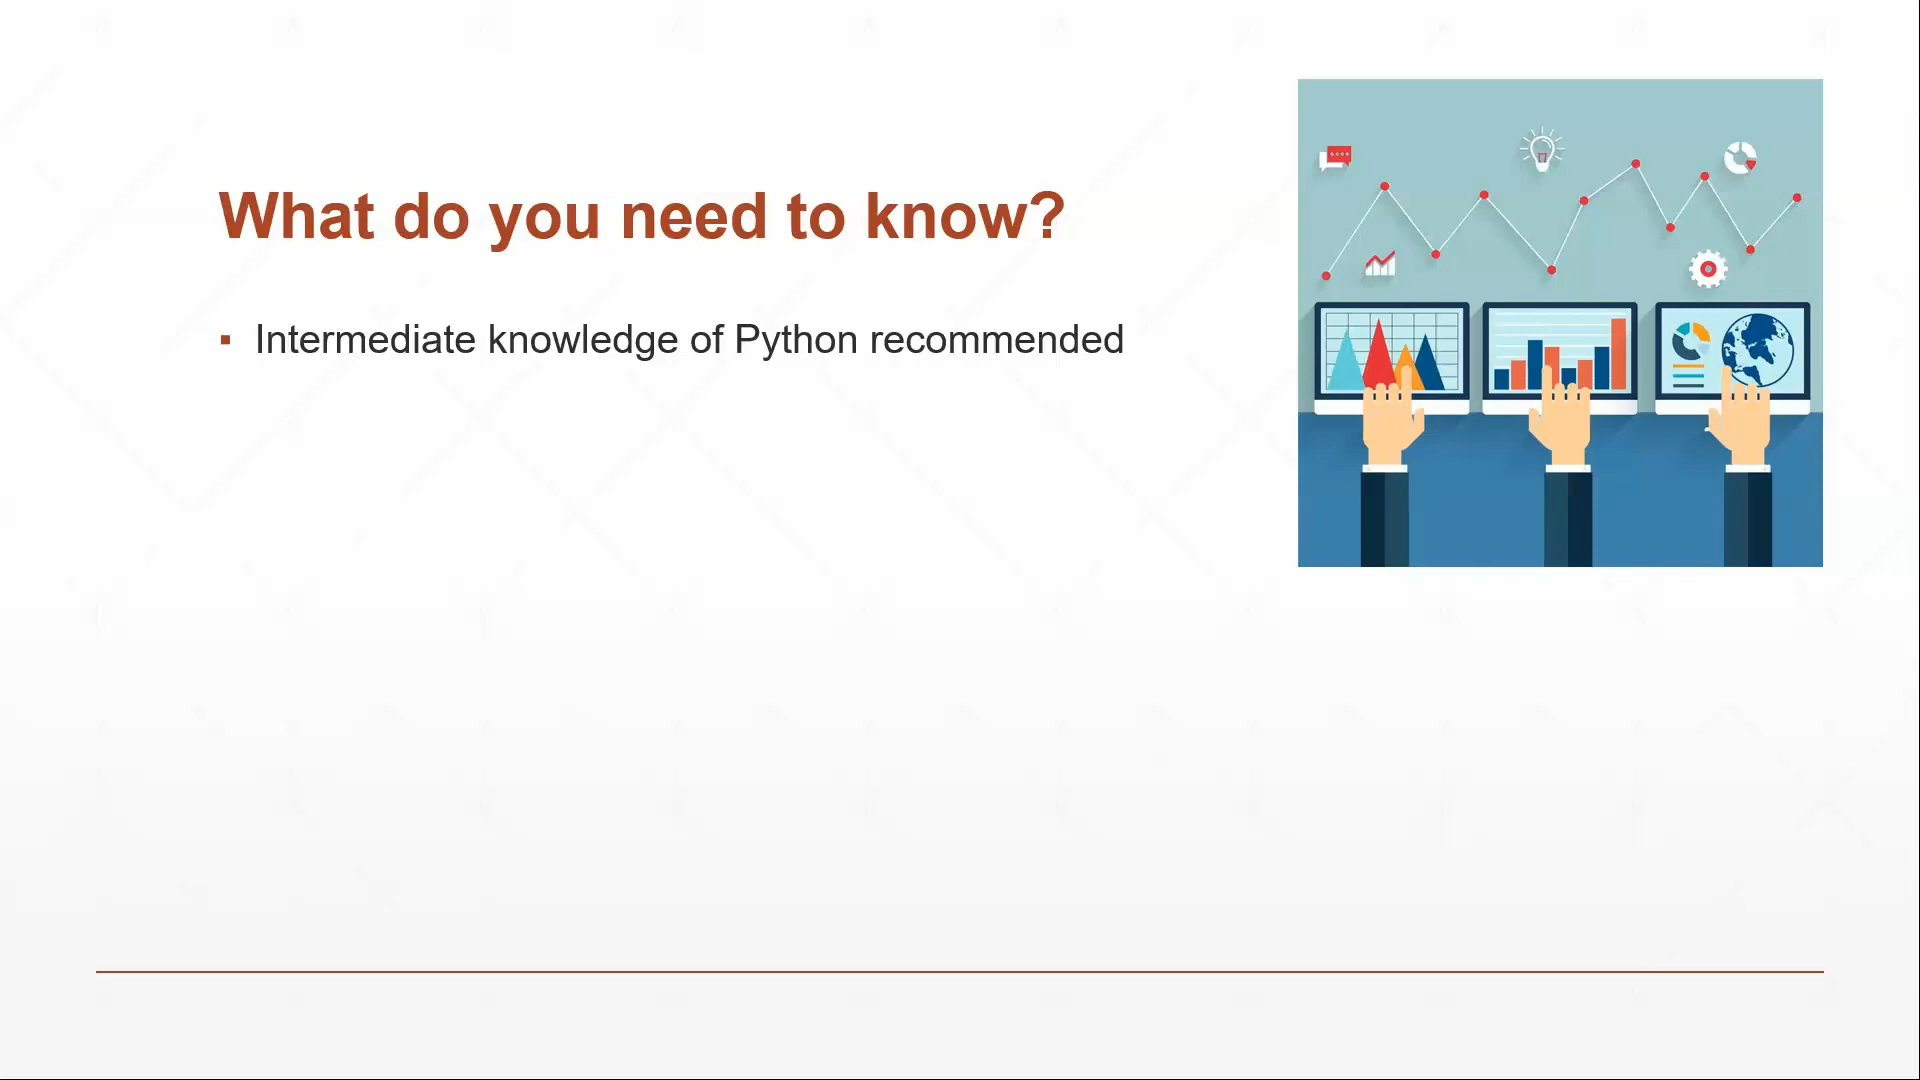 What do you need to know?
▪ Intermediate knowledge of Python recommended